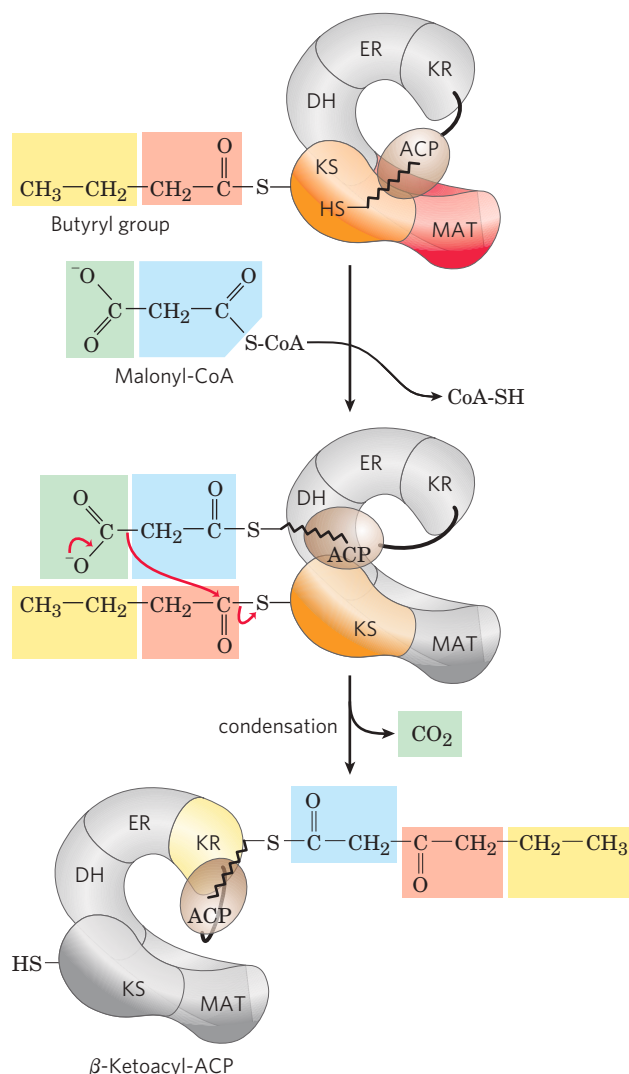 ER
KR
DH
ACP
KS
O
CH₃—CH₂—CH₂—C—S—
HS
MAT
Butyryl group
⁻O
O
C—CH₂—C
O
S-CoA
Malonyl-CoA
CoA-SH
ER
KR
DH
O
O
C—CH₂—C—S—
⁻O
ACP
CH₃—CH₂—CH₂—C—S—
O
KS
MAT
condensation
CO₂
O
ER
KR
—S—C—CH₂—C—CH₂—CH₂—CH₃
O
DH
ACP
HS—
KS
MAT
β-Ketoacyl-ACP